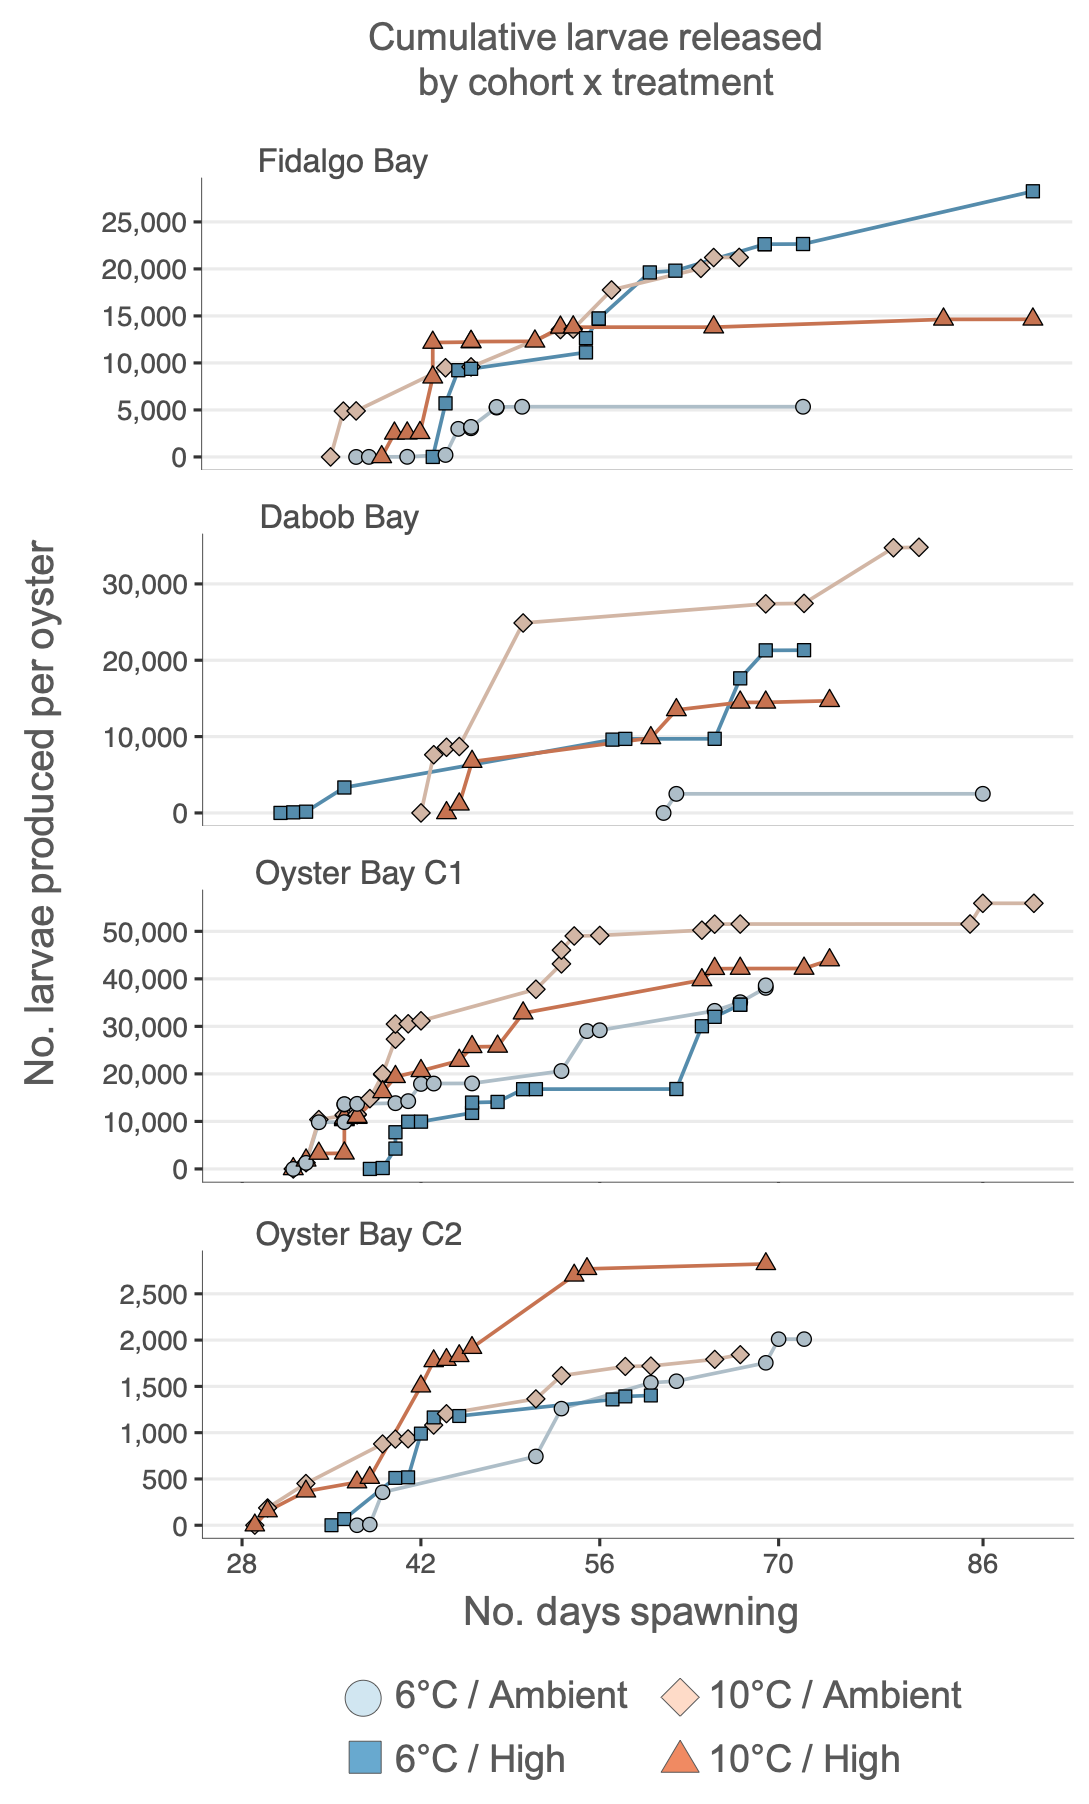 Cumulative larvae released
by cohort x treatment
Fidalgo Bay
25,000
20,000
15,000
10,000
5,000
0
Dabob Bay
30,000
20,000
10,000
0
Oyster Bay C1
50,000
40,000
30,000
20,000
10,000
0
Oyster Bay C2
2,500
2,000
1,500
1,000
500
0
No. larvae produced per oyster
28 42 56 70 86
No. days spawning
6°C / Ambient 10°C / Ambient
6°C / High 10°C / High